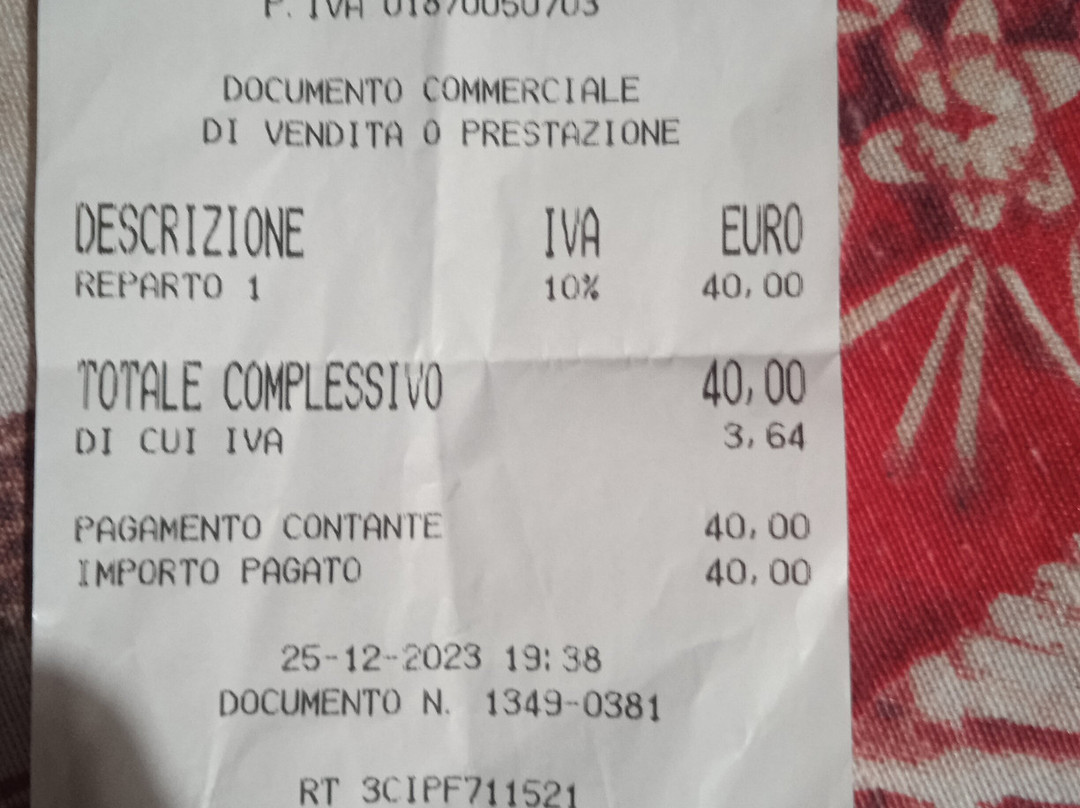 P. IVA 01870050703
DOCUMENTO COMMERCIALE
DI VENDITA O PRESTAZIONE
DESCRIZIONE IVA EURO
REPARTO 1 10% 40,00
TOTALE COMPLESSIVO 40,00
DI CUI IVA 3,64
PAGAMENTO CONTANTE 40,00
IMPORTO PAGATO 40,00
25-12-2023 19:38
DOCUMENTO N. 1349-0381
RT 3CIPF711521